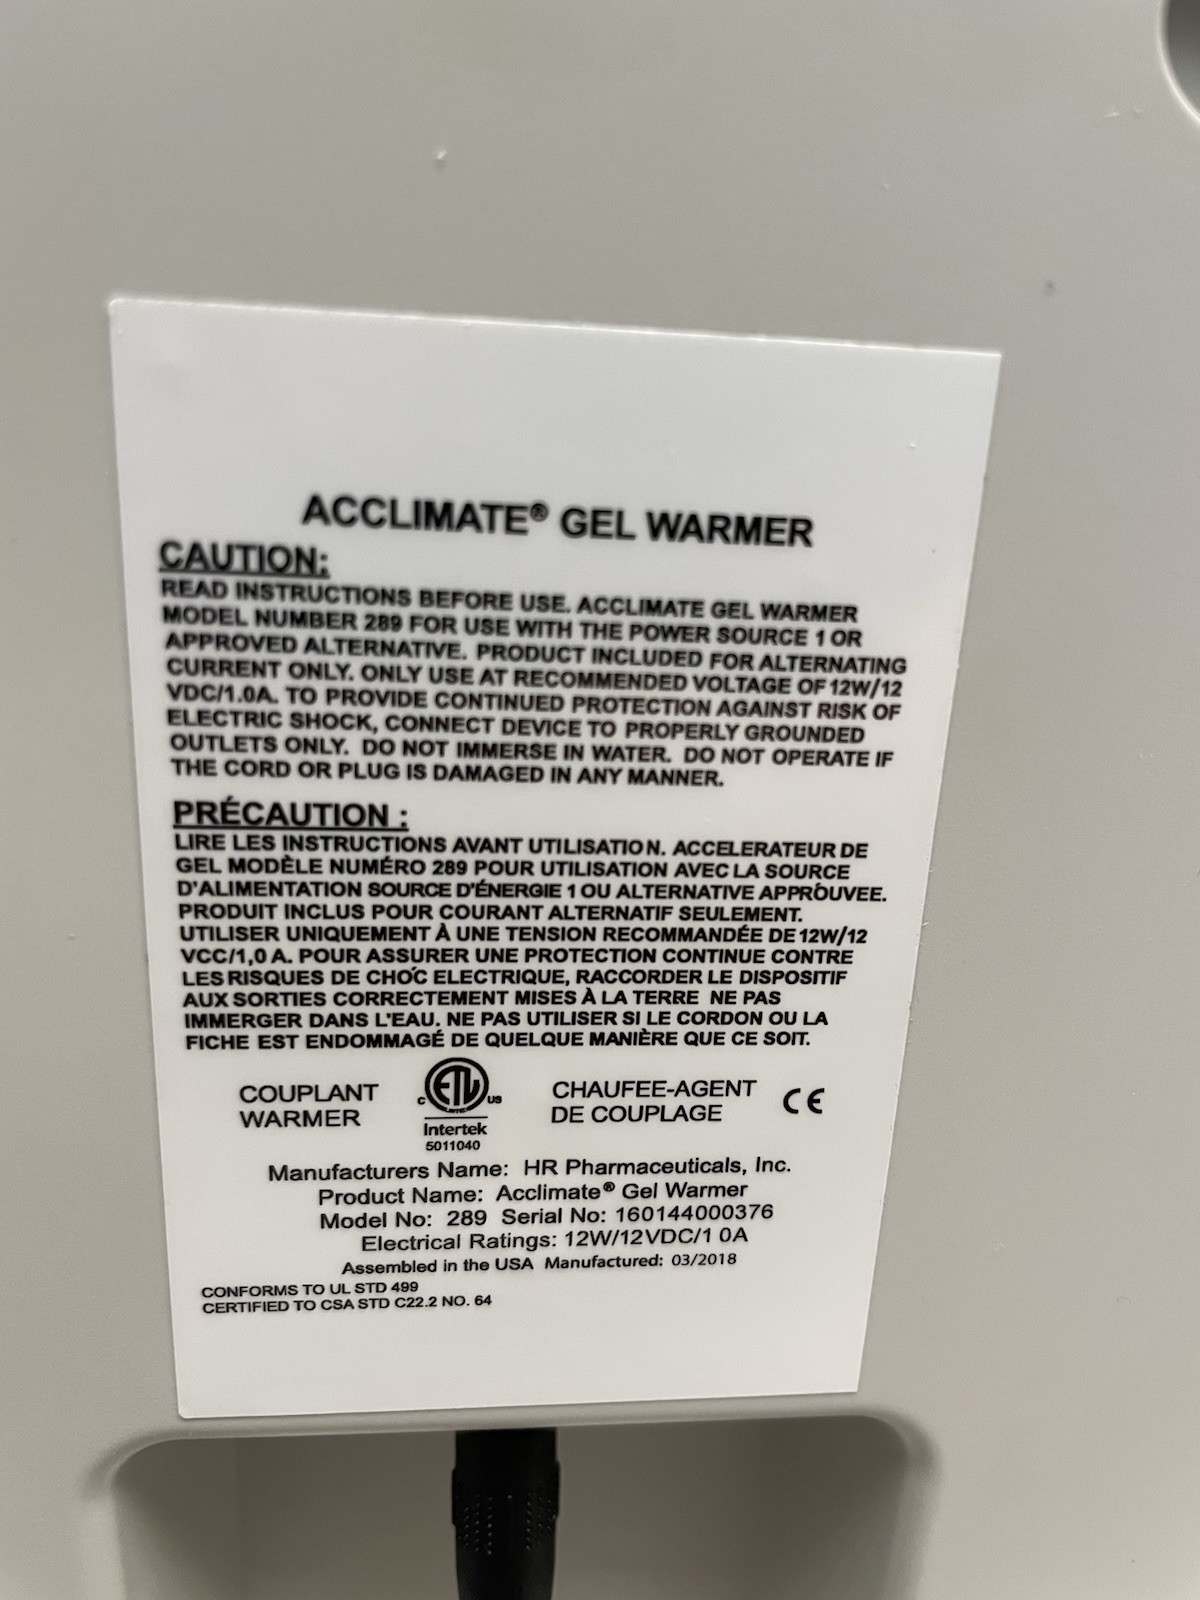 ACCLIMATE® GEL WARMER
CAUTION:
READ INSTRUCTIONS BEFORE USE. ACCLIMATE GEL WARMER
MODEL NUMBER 289 FOR USE WITH THE POWER SOURCE 1 OR
APPROVED ALTERNATIVE. PRODUCT INCLUDED FOR ALTERNATING
CURRENT ONLY. ONLY USE AT RECOMMENDED VOLTAGE OF 12W/12
VDC/1.0A. TO PROVIDE CONTINUED PROTECTION AGAINST RISK OF
ELECTRIC SHOCK, CONNECT DEVICE TO PROPERLY GROUNDED
OUTLETS ONLY. DO NOT IMMERSE IN WATER. DO NOT OPERATE IF
THE CORD OR PLUG IS DAMAGED IN ANY MANNER.
PRÉCAUTION :
LIRE LES INSTRUCTIONS AVANT UTILISATION. ACCELERATEUR DE
GEL MODÈLE NUMÉRO 289 POUR UTILISATION AVEC LA SOURCE
D'ALIMENTATION SOURCE D'ÉNERGIE 1 OU ALTERNATIVE APPROUVEE.
PRODUIT INCLUS POUR COURANT ALTERNATIF SEULEMENT.
UTILISER UNIQUEMENT À UNE TENSION RECOMMANDÉE DE 12W/12
VCC/1,0 A. POUR ASSURER UNE PROTECTION CONTINUE CONTRE
LES RISQUES DE CHOC ELECTRIQUE, RACCORDER LE DISPOSITIF
AUX SORTIES CORRECTEMENT MISES À LA TERRE NE PAS
IMMERGER DANS L'EAU. NE PAS UTILISER SI LE CORDON OU LA
FICHE EST ENDOMMAGÉ DE QUELQUE MANIÈRE QUE CE SOIT.
COUPLANT
WARMER
C ETL US
Intertek
5011040
CHAUFEE-AGENT
DE COUPLAGE
CE
Manufacturers Name: HR Pharmaceuticals, Inc.
Product Name: Acclimate® Gel Warmer
Model No: 289 Serial No: 160144000376
Electrical Ratings: 12W/12VDC/1 0A
Assembled in the USA Manufactured: 03/2018
CONFORMS TO UL STD 499
CERTIFIED TO CSA STD C22.2 NO. 64